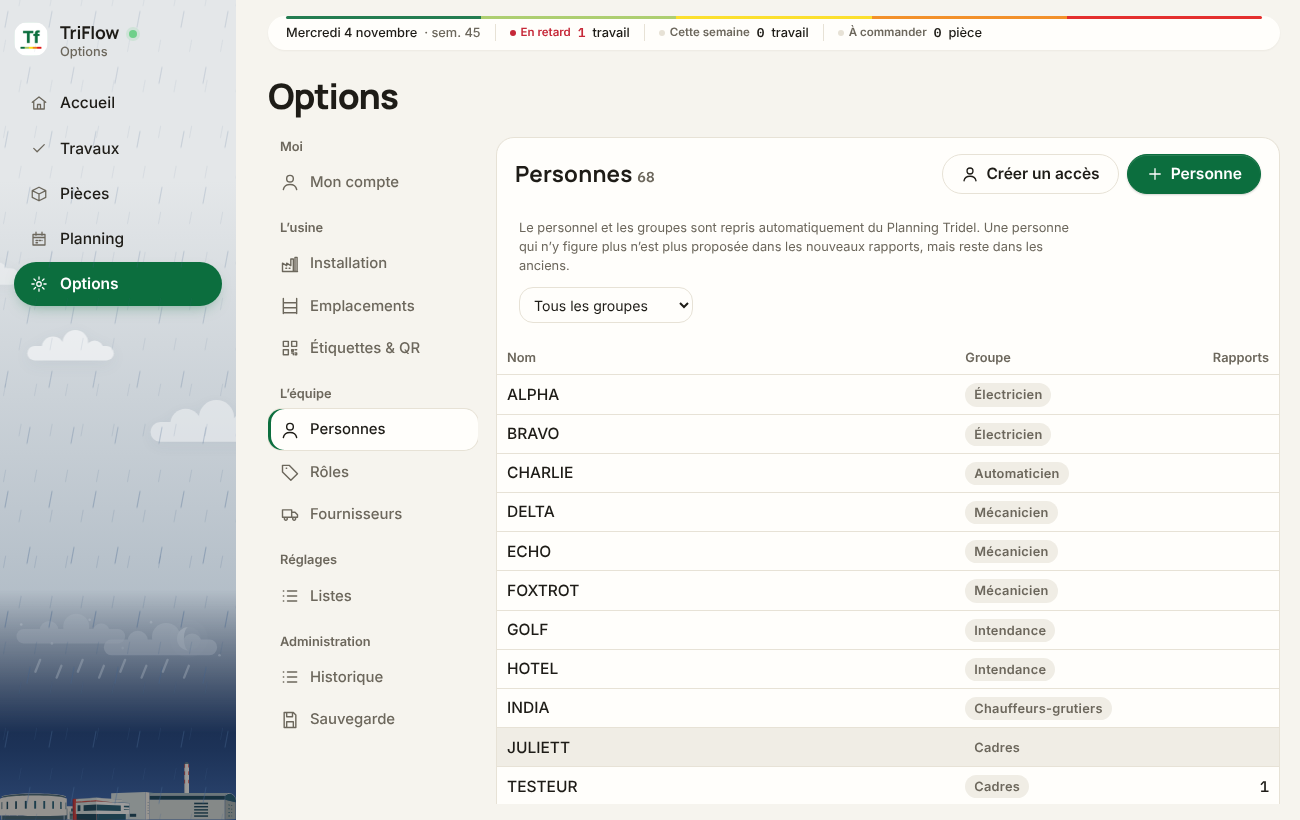 Tf
TriFlow
Options
Accueil
Travaux
Pièces
Planning
Options
Mercredi 4 novembre · sem. 45
En retard 1 travail
Cette semaine 0 travail
À commander 0 pièce
Options
Moi
Mon compte
L'usine
Installation
Emplacements
Étiquettes & QR
L'équipe
Personnes
Rôles
Fournisseurs
Réglages
Listes
Administration
Historique
Sauvegarde
Personnes 68
Créer un accès
+ Personne
Le personnel et les groupes sont repris automatiquement du Planning Tridel. Une personne
qui n'y figure plus n'est plus proposée dans les nouveaux rapports, mais reste dans les
anciens.
Tous les groupes
Nom Groupe Rapports
ALPHA Électricien
BRAVO Électricien
CHARLIE Automaticien
DELTA Mécanicien
ECHO Mécanicien
FOXTROT Mécanicien
GOLF Intendance
HOTEL Intendance
INDIA Chauffeurs-grutiers
JULIETT Cadres
TESTEUR Cadres 1